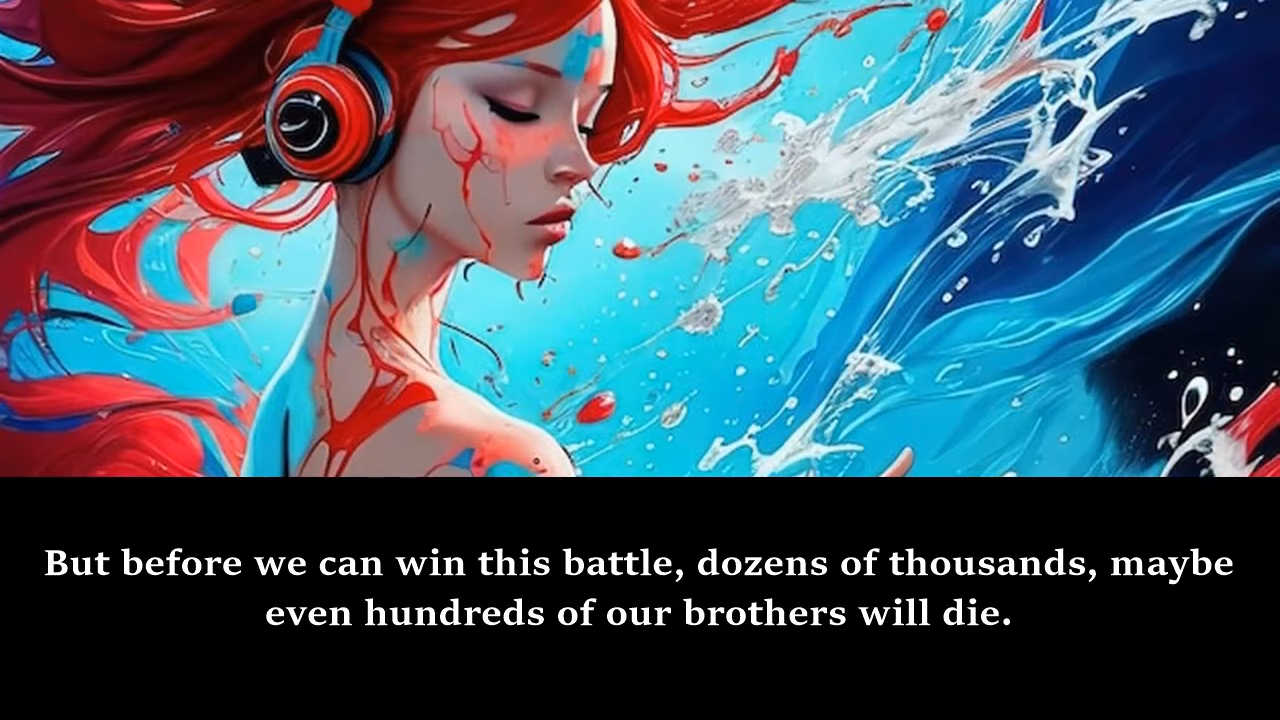 But before we can win this battle, dozens of thousands, maybe
even hundreds of our brothers will die.